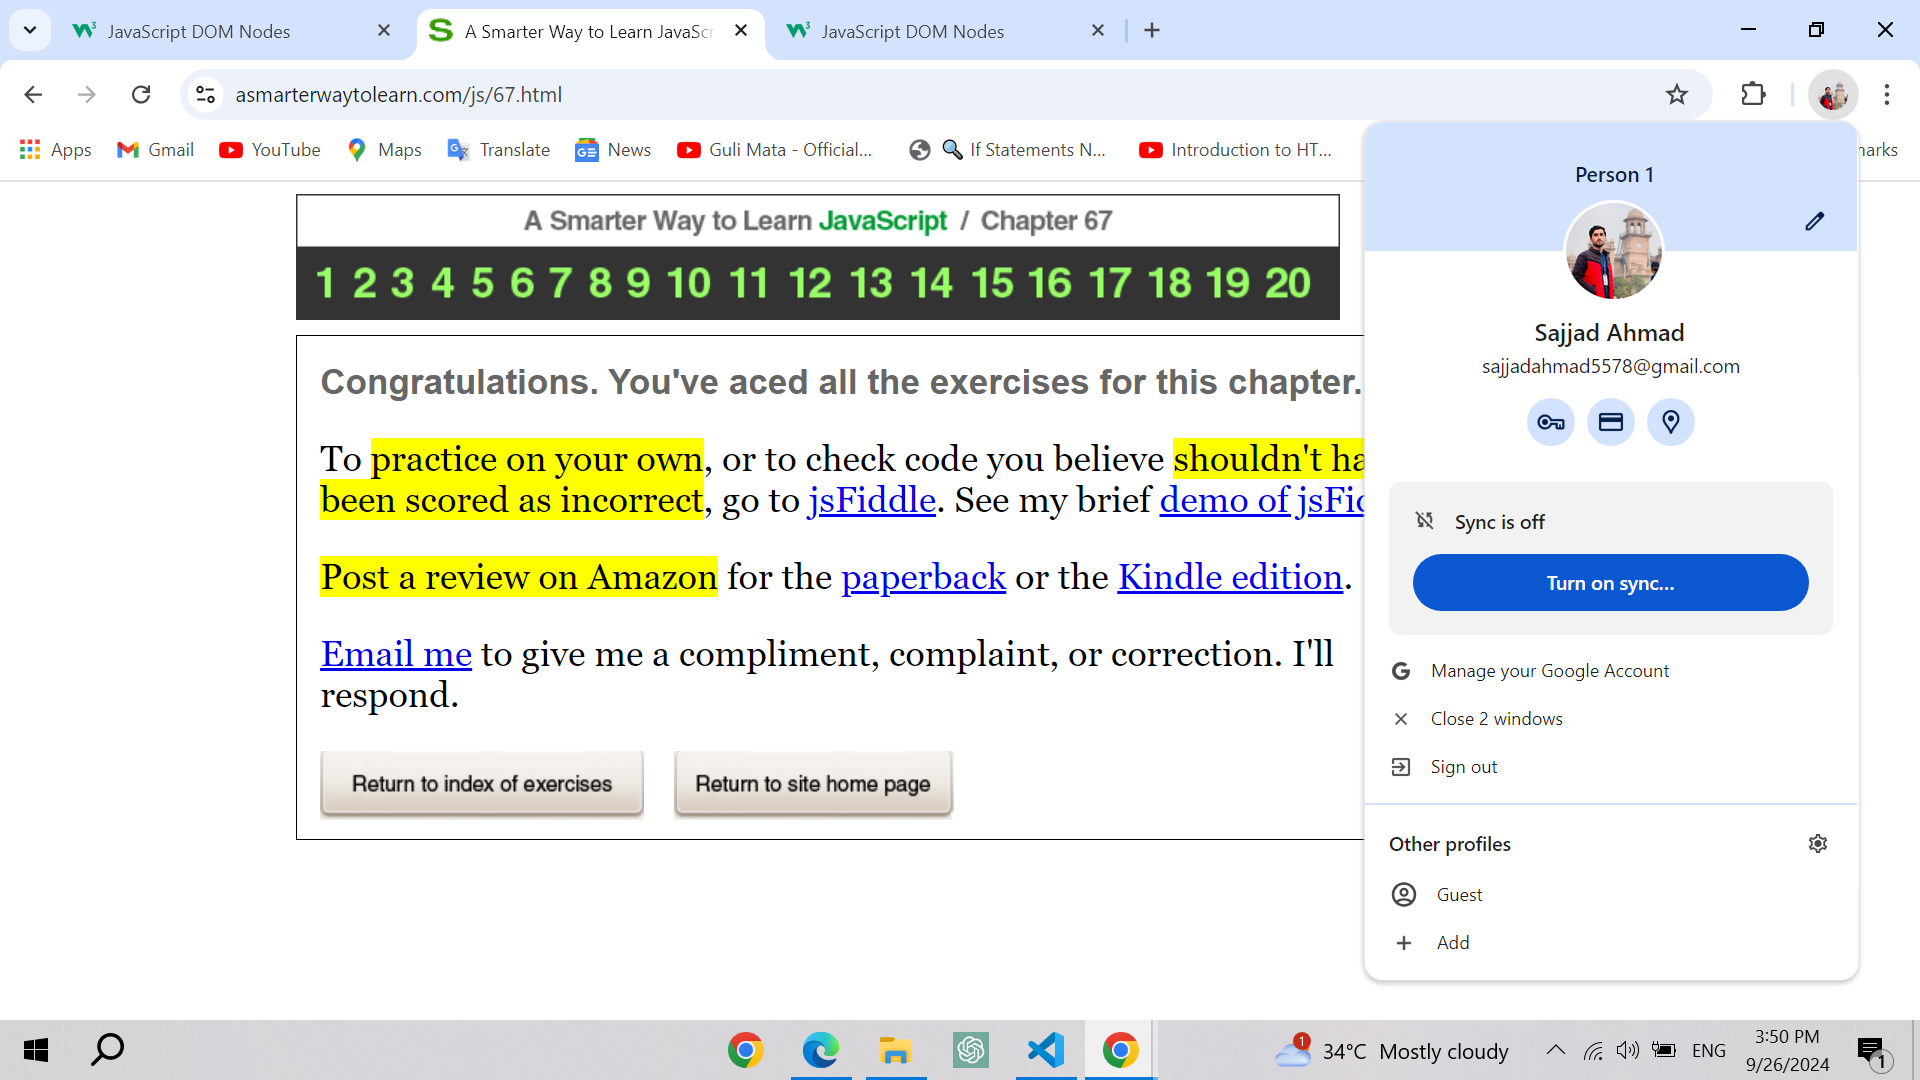 JavaScript DOM Nodes
A Smarter Way to Learn JavaScr
JavaScript DOM Nodes
asmarterwaytolearn.com/js/67.html
Apps
Gmail
YouTube
Maps
Translate
News
Guli Mata - Official...
If Statements N...
Introduction to HT...
A Smarter Way to Learn JavaScript / Chapter 67
1 2 3 4 5 6 7 8 9 10 11 12 13 14 15 16 17 18 19 20
Congratulations. You've aced all the exercises for this chapter.
To practice on your own, or to check code you believe shouldn't ha
been scored as incorrect, go to jsFiddle. See my brief demo of jsFid
Post a review on Amazon for the paperback or the Kindle edition.
Email me to give me a compliment, complaint, or correction. I'll
respond.
Return to index of exercises
Return to site home page
Person 1
Sajjad Ahmad
sajjadahmad5578@gmail.com
Sync is off
Turn on sync...
Manage your Google Account
Close 2 windows
Sign out
Other profiles
Guest
Add
1
34°C Mostly cloudy
ENG
3:50 PM
9/26/2024
1